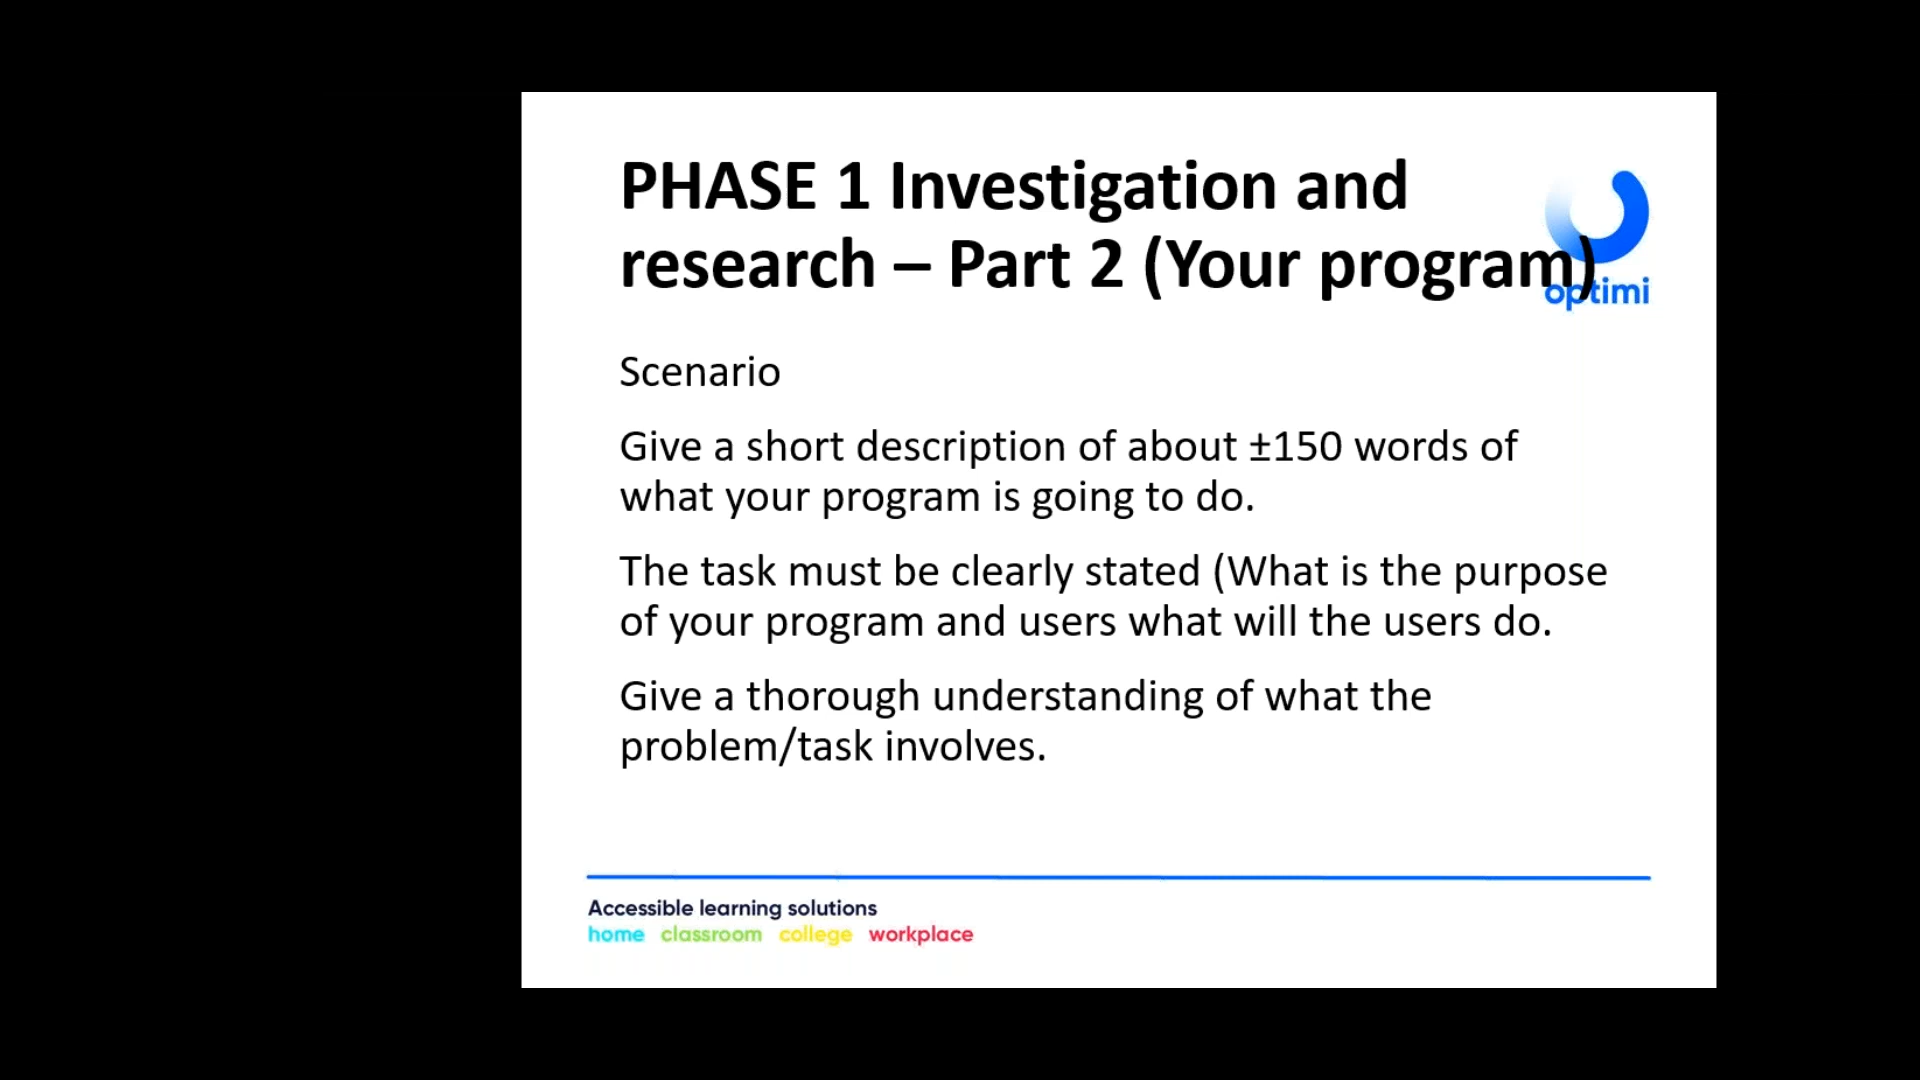 PHASE 1 Investigation and
research – Part 2 (Your program)
optimi
Scenario
Give a short description of about ±150 words of
what your program is going to do.
The task must be clearly stated (What is the purpose
of your program and users what will the users do.
Give a thorough understanding of what the
problem/task involves.
Accessible learning solutions
home classroom college workplace